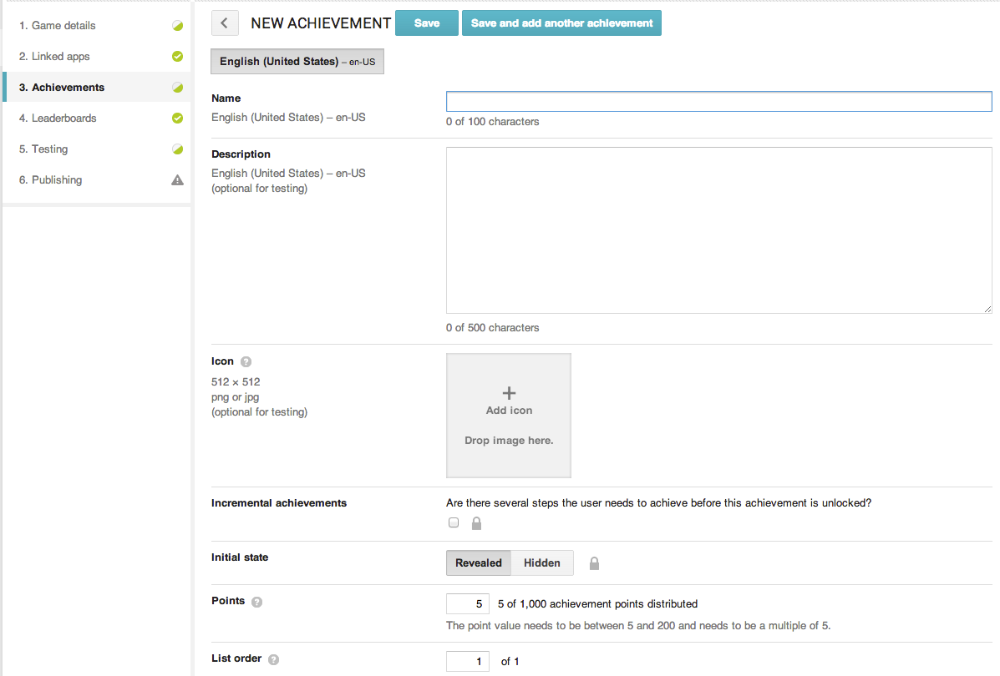 1. Game details
2. Linked apps
3. Achievements
4. Leaderboards
5. Testing
6. Publishing
NEW ACHIEVEMENT
Save
Save and add another achievement
English (United States) – en-US
Name
English (United States) – en-US
0 of 100 characters
Description
English (United States) – en-US
(optional for testing)
0 of 500 characters
Icon ?
512 × 512
png or jpg
(optional for testing)
+
Add icon
Drop image here.
Incremental achievements
Are there several steps the user needs to achieve before this achievement is unlocked?
Initial state
Revealed
Hidden
Points ?
5
5 of 1,000 achievement points distributed
The point value needs to be between 5 and 200 and needs to be a multiple of 5.
List order ?
1
of 1